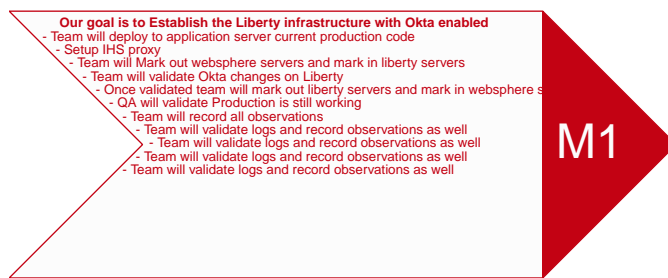 Our goal is to Establish the Liberty infrastructure with Okta enabled
- Team will deploy to application server current production code
- Setup IHS proxy
- Team will Mark out websphere servers and mark in liberty servers
- Team will validate Okta changes on Liberty
- Once validated team will mark out liberty servers and mark in websphere s
- QA will validate Production is still working
- Team will record all observations
- Team will validate logs and record observations as well
- Team will validate logs and record observations as well
- Team will validate logs and record observations as well
- Team will validate logs and record observations as well
M1